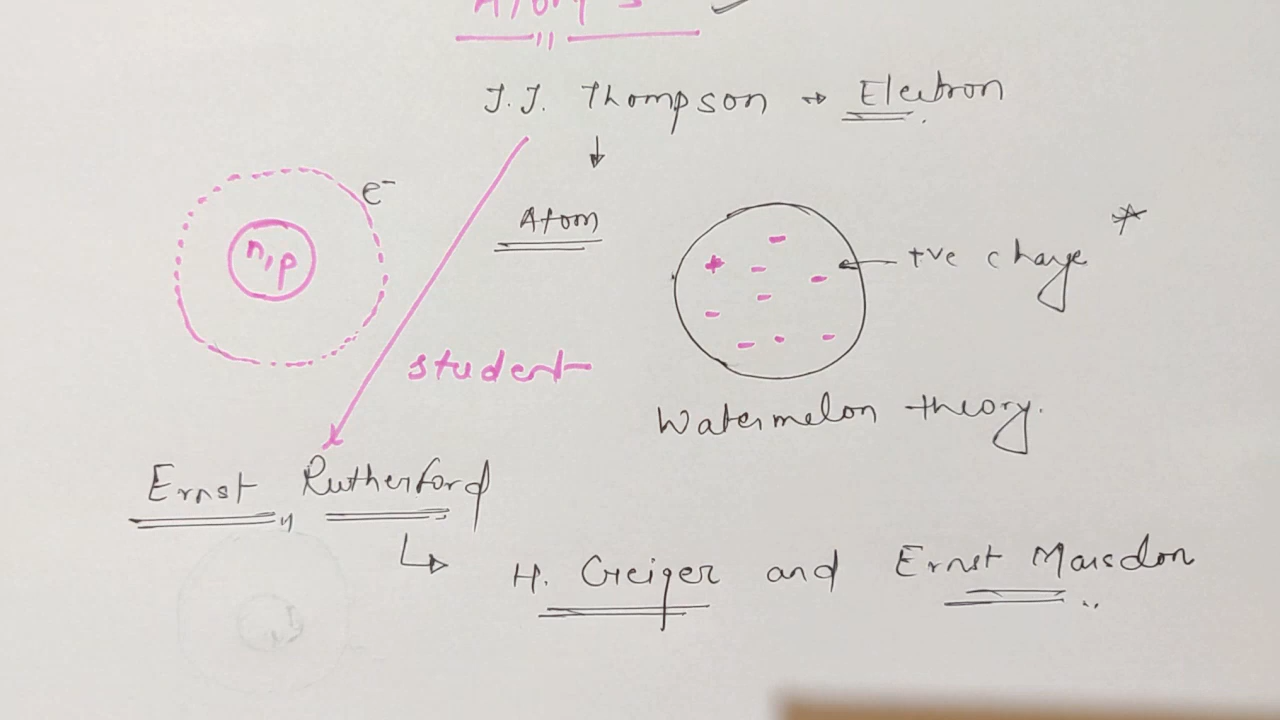 J.J. Thompson → Electron
e⁻
Atom
n,p
+ve charge
student
Watermelon theory.
Ernst Rutherford
H. Geiger and Ernst Marsdon